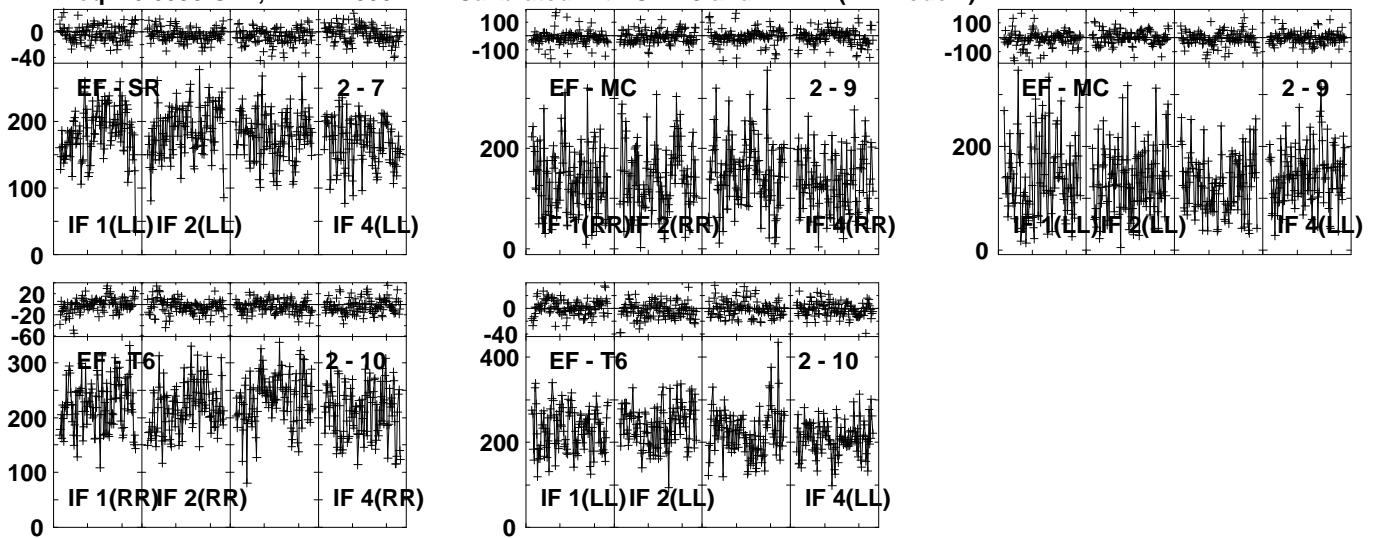 0
-40
EF - SR 2 - 7
200
100
0
IF 1(LL) IF 2(LL) IF 4(LL)
100
-100
EF - MC 2 - 9
200
0
IF 1(RR) IF 2(RR) IF 4(RR)
100
-100
EF - MC 2 - 9
200
0
IF 1(LL) IF 2(LL) IF 4(LL)
20
-20
-60
EF - T6 2 - 10
300
200
100
0
IF 1(RR) IF 2(RR) IF 4(RR)
0
-40
EF - T6 2 - 10
400
200
0
IF 1(LL) IF 2(LL) IF 4(LL)